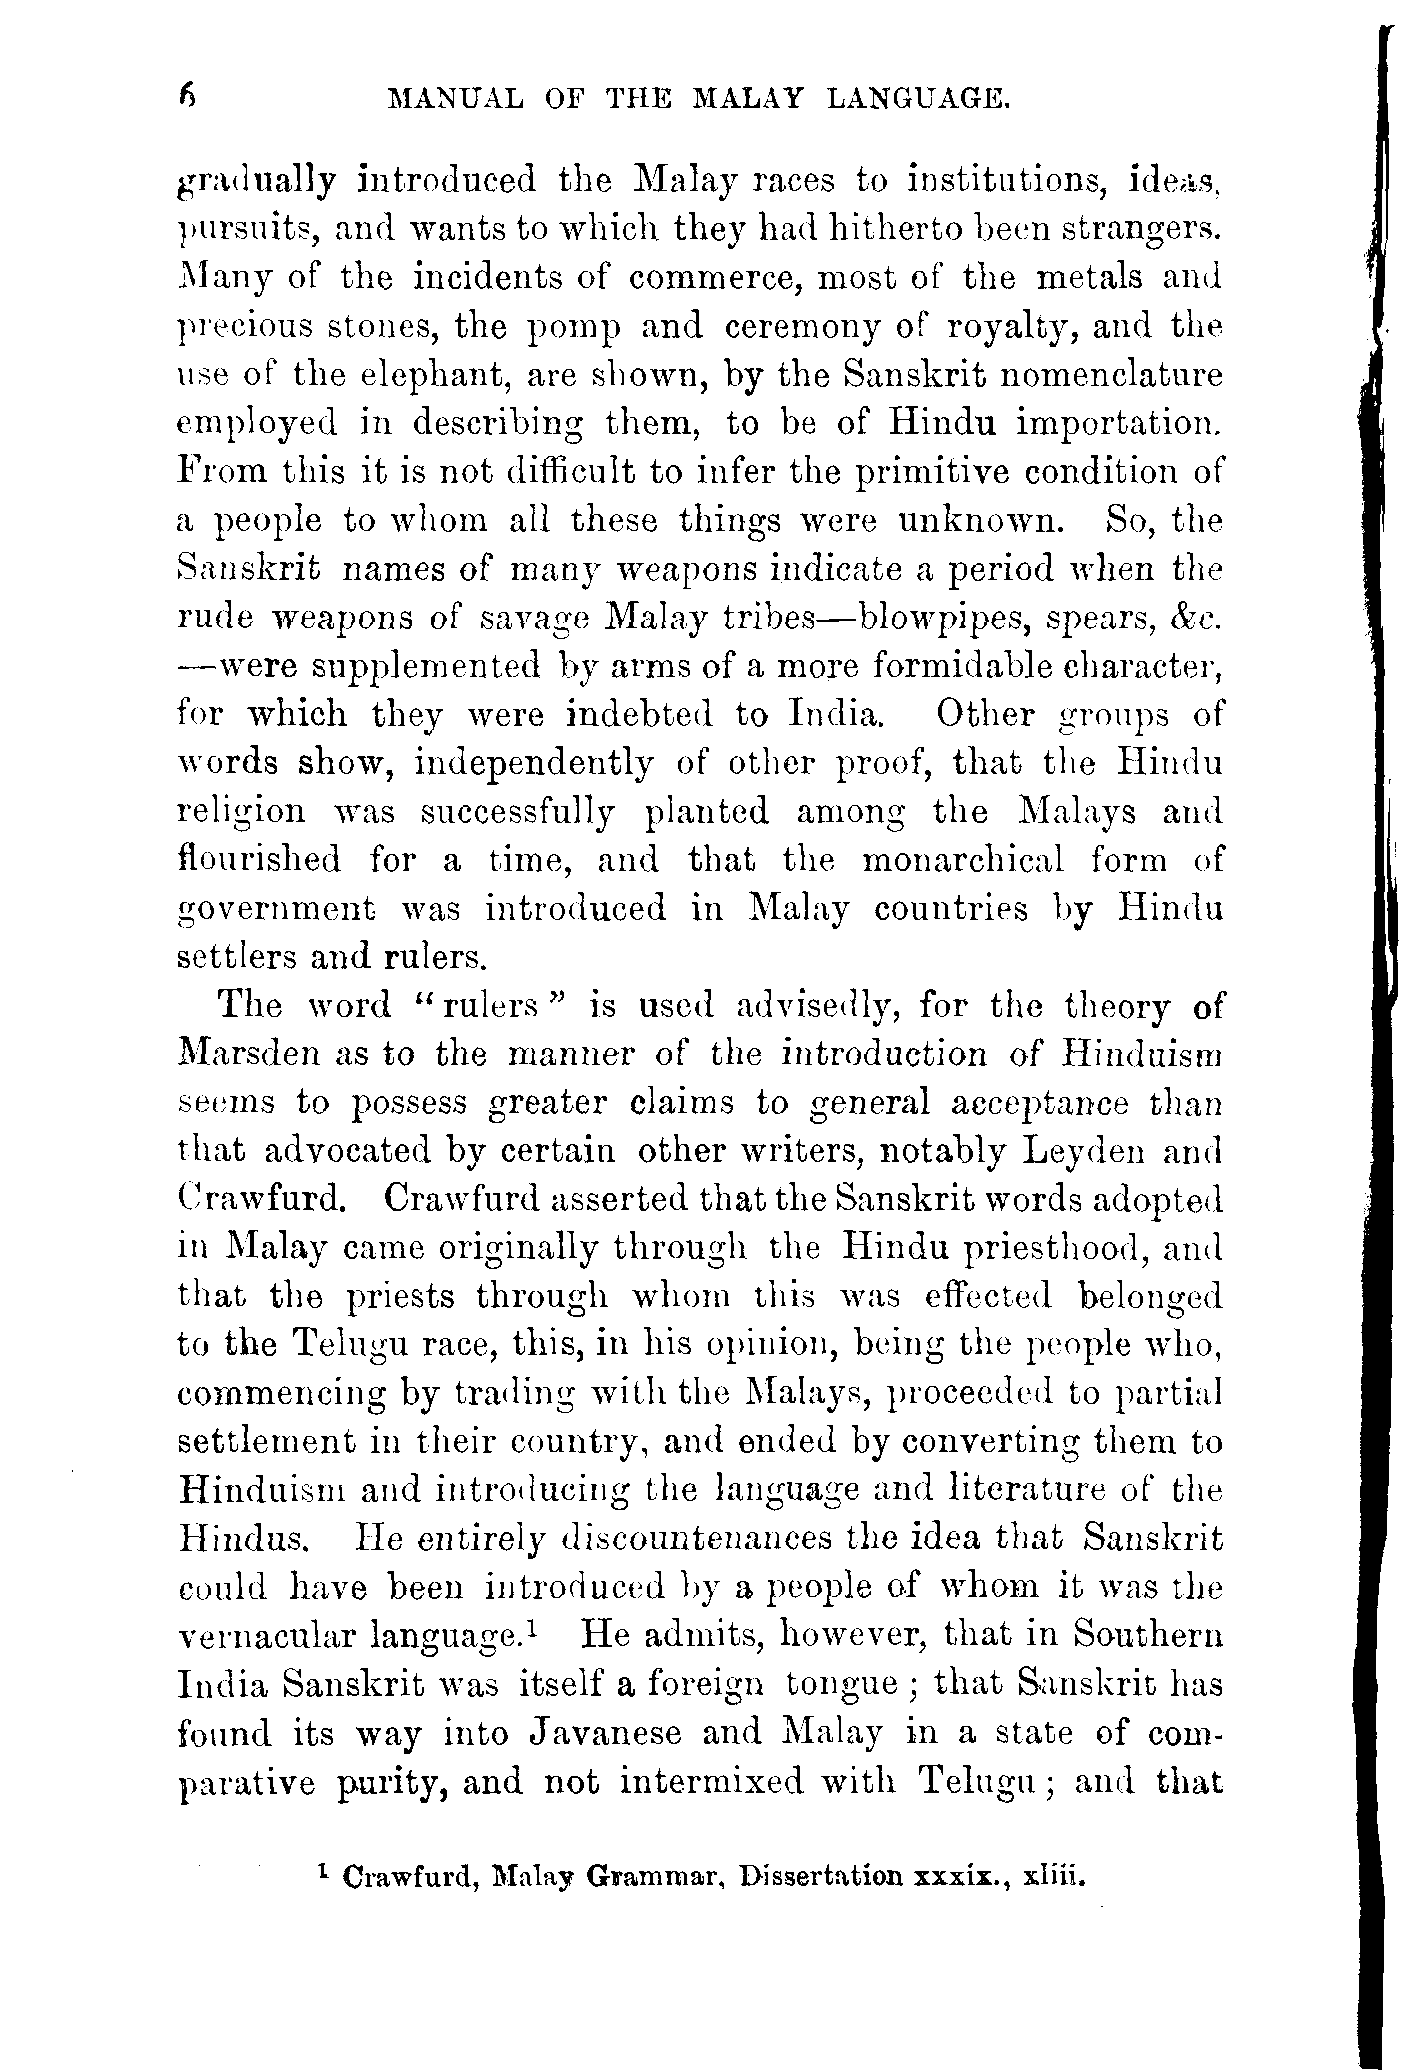 6 MANUAL OF THE MALAY LANGUAGE.
gradually introduced the Malay races to institutions, ideas,
pursuits, and wants to which they had hitherto been strangers.
Many of the incidents of commerce, most of the metals and
precious stones, the pomp and ceremony of royalty, and the
use of the elephant, are shown, by the Sanskrit nomenclature
employed in describing them, to be of Hindu importation.
From this it is not difficult to infer the primitive condition of
a people to whom all these things were unknown. So, the
Sanskrit names of many weapons indicate a period when the
rude weapons of savage Malay tribes—blowpipes, spears, &c.
—were supplemented by arms of a more formidable character,
for which they were indebted to India. Other groups of
words show, independently of other proof, that the Hindu
religion was successfully planted among the Malays and
flourished for a time, and that the monarchical form of
government was introduced in Malay countries by Hindu
settlers and rulers.
The word “rulers” is used advisedly, for the theory of
Marsden as to the manner of the introduction of Hinduism
seems to possess greater claims to general acceptance than
that advocated by certain other writers, notably Leyden and
Crawfurd. Crawfurd asserted that the Sanskrit words adopted
in Malay came originally through the Hindu priesthood, and
that the priests through whom this was effected belonged
to the Telugu race, this, in his opinion, being the people who,
commencing by trading with the Malays, proceeded to partial
settlement in their country, and ended by converting them to
Hinduism and introducing the language and literature of the
Hindus. He entirely discountenances the idea that Sanskrit
could have been introduced by a people of whom it was the
vernacular language.¹ He admits, however, that in Southern
India Sanskrit was itself a foreign tongue ; that Sanskrit has
found its way into Javanese and Malay in a state of com-
parative purity, and not intermixed with Telugu ; and that
¹ Crawfurd, Malay Grammar, Dissertation xxxix., xliii.